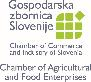 Gospodarska
zbornica
Slovenije
Chamber of Commerce
and Industry of Slovenia
Chamber of Agricultural
and Food Enterprises